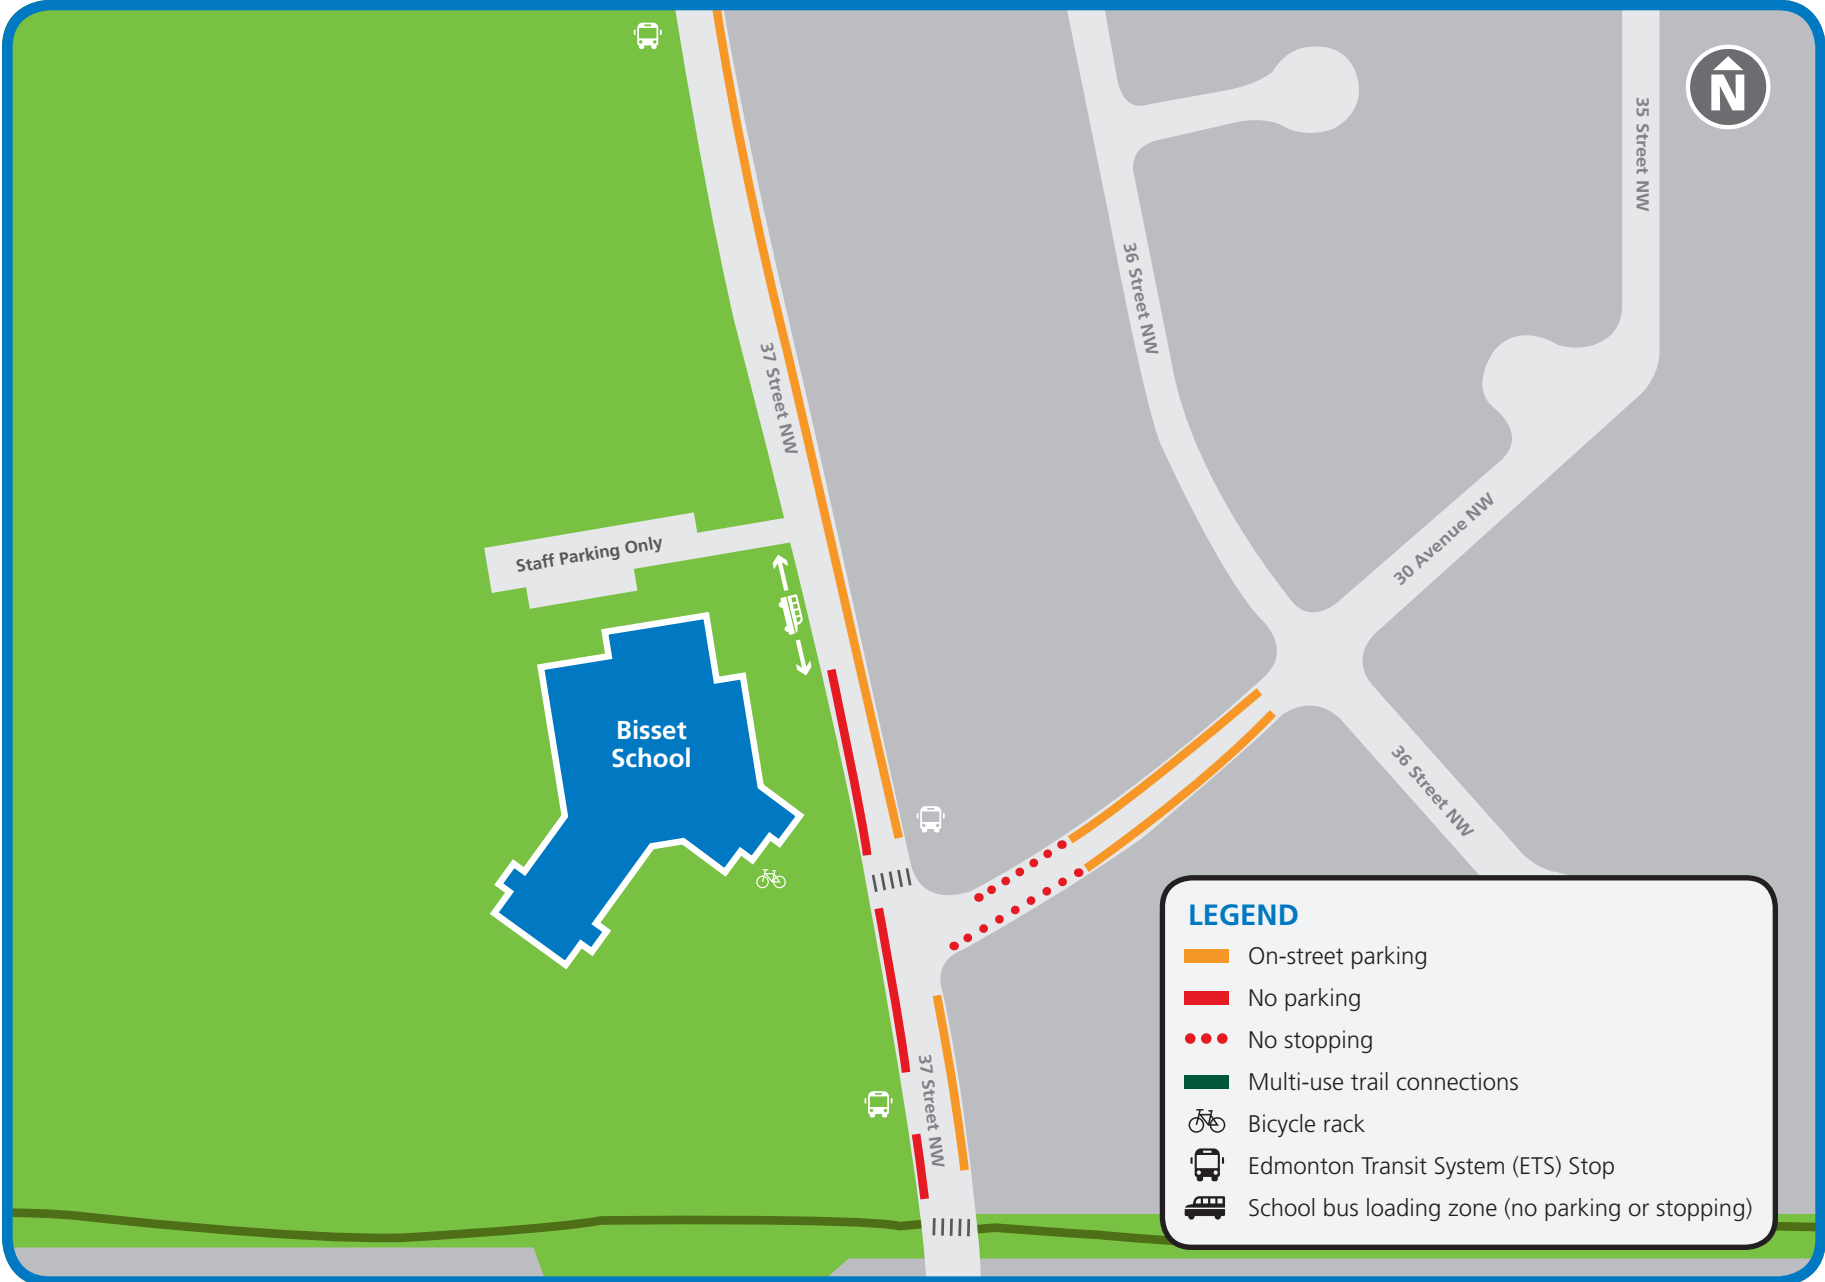 N
35 Street NW
36 Street NW
37 Street NW
30 Avenue NW
Staff Parking Only
Bisset
School
36 Street NW
37 Street NW
LEGEND
On-street parking
No parking
No stopping
Multi-use trail connections
Bicycle rack
Edmonton Transit System (ETS) Stop
School bus loading zone (no parking or stopping)